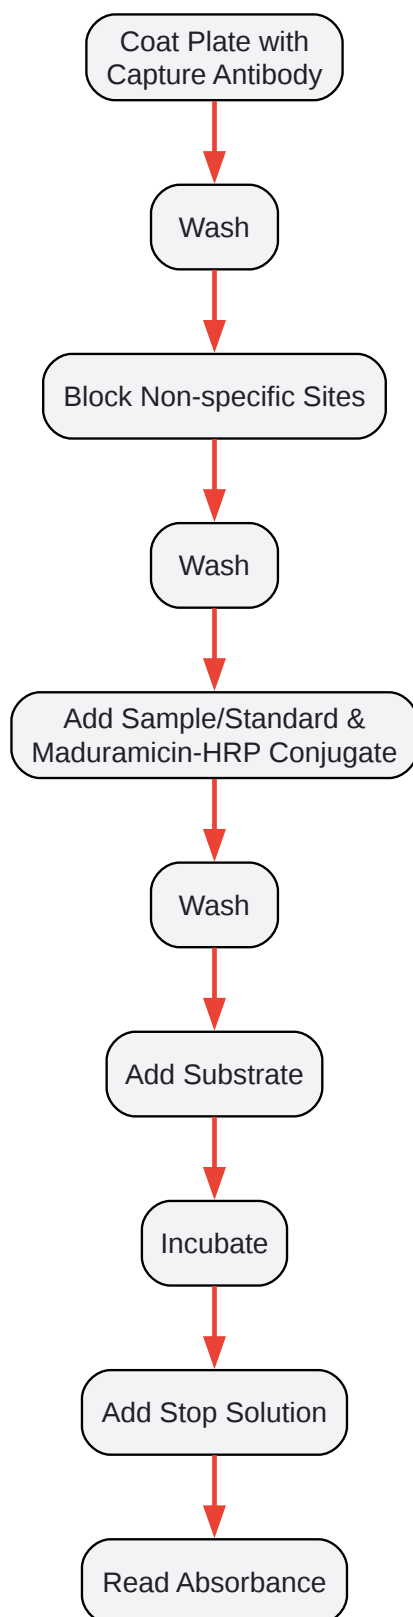 Coat Plate with
Capture Antibody
Wash
Block Non-specific Sites
Wash
Add Sample/Standard &
Maduramicin-HRP Conjugate
Wash
Add Substrate
Incubate
Add Stop Solution
Read Absorbance